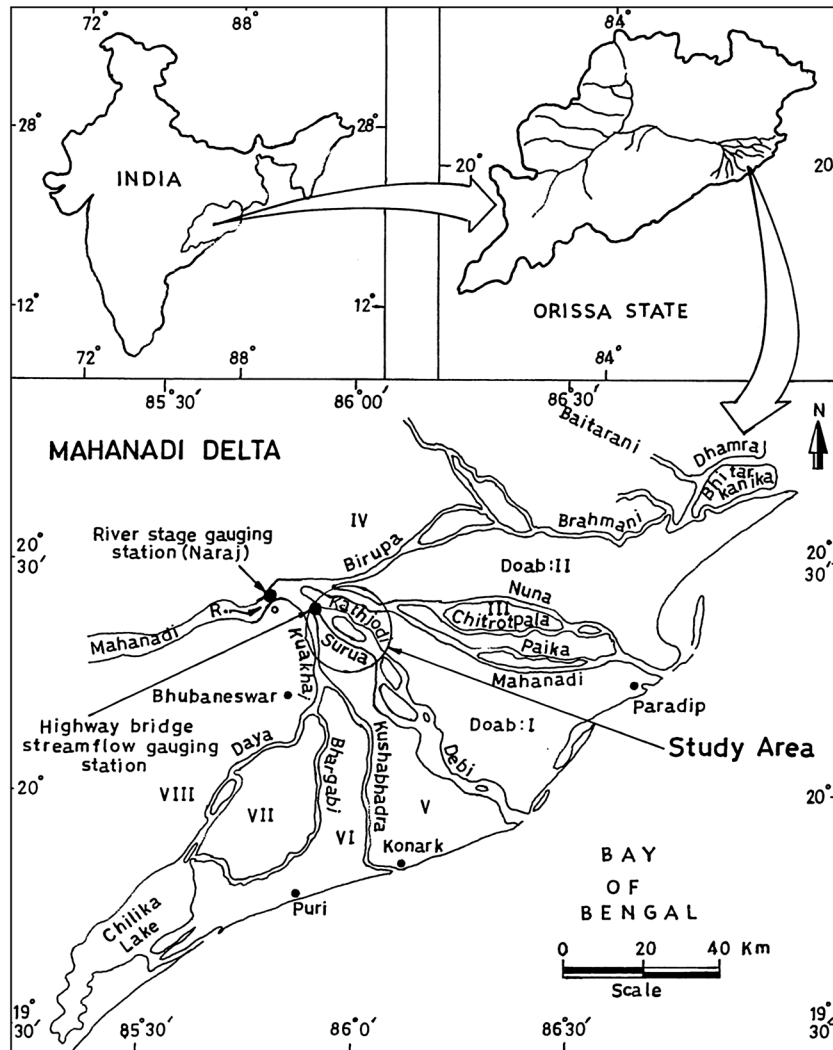 72°
88°
84°
28°
28°
20°
20°
INDIA
12°
12°
ORISSA STATE
72°
88°
84°
85°30′
86°00′
86°30′
MAHANADI DELTA
N
Baitarani
Dhamra
Bhitar
kanika
Brahmani
IV
Birupa
River stage gauging
station (Naraj)
20°
30′
20°
30′
Doab:II
Nuna
III
Chitrotpala
Paika
Mahanadi
R.
Mahanadi
Kathjodi
Surua
Kuakhai
Bhubaneswar
Paradip
Highway bridge
streamflow gauging
station
Doab:I
Study Area
Daya
Bhargabi
Kushabhadra
Debi
20°
20°
VIII
VII
VI
V
Konark
Puri
Chilika
Lake
BAY
OF
BENGAL
0 20 40 Km
Scale
19°
30′
19°
30′
85°30′
86°00′
86°30′